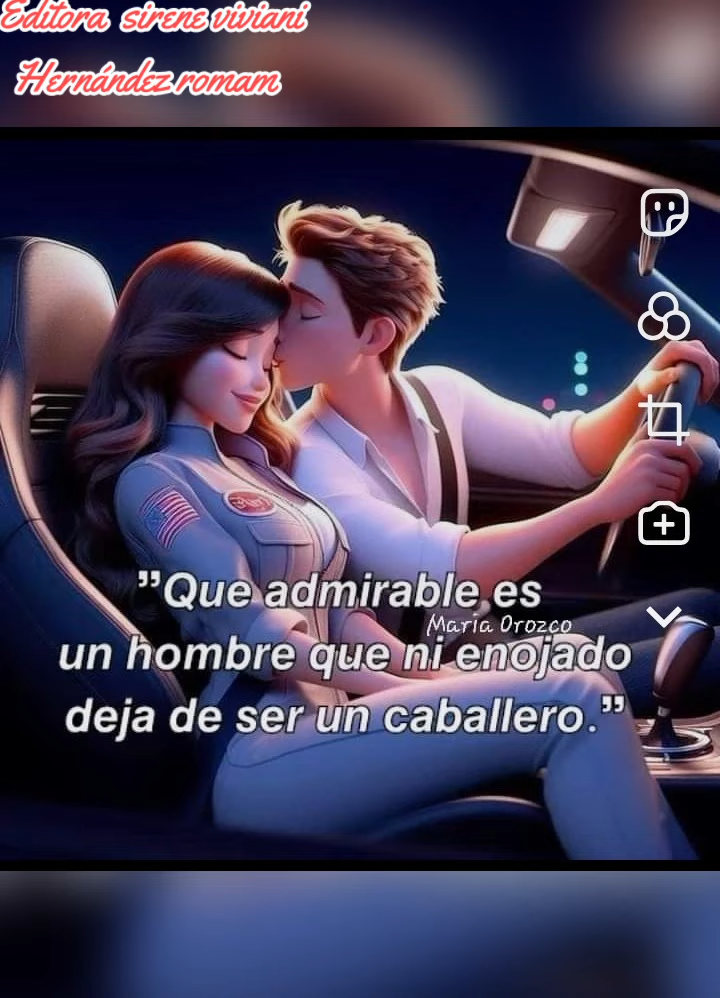 Editora sirene viviani
Hernández romam
”Que admirable es
Maria Orozco
un hombre que ni enojado
deja de ser un caballero.”